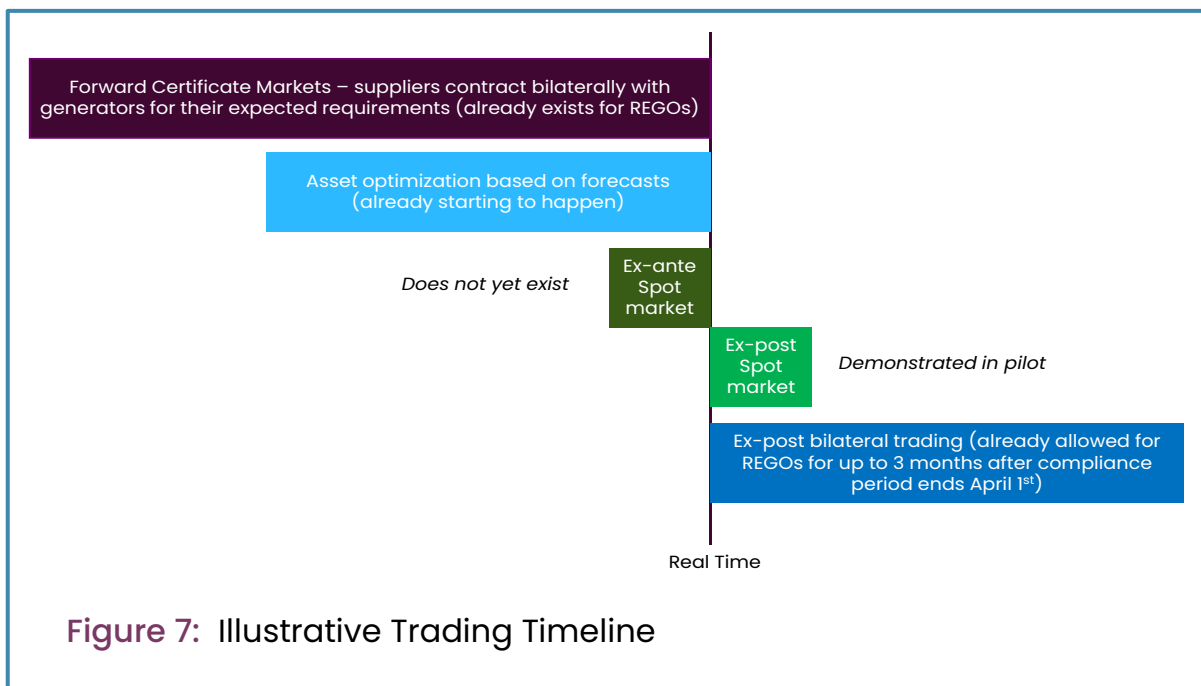 Forward Certificate Markets – suppliers contract bilaterally with
generators for their expected requirements (already exists for REGOs)
Asset optimization based on forecasts
(already starting to happen)
Does not yet exist
Ex-ante
Spot
market
Ex-post
Spot
market
Demonstrated in pilot
Ex-post bilateral trading (already allowed for
REGOs for up to 3 months after compliance
period ends April 1st)
Real Time
Figure 7: Illustrative Trading Timeline